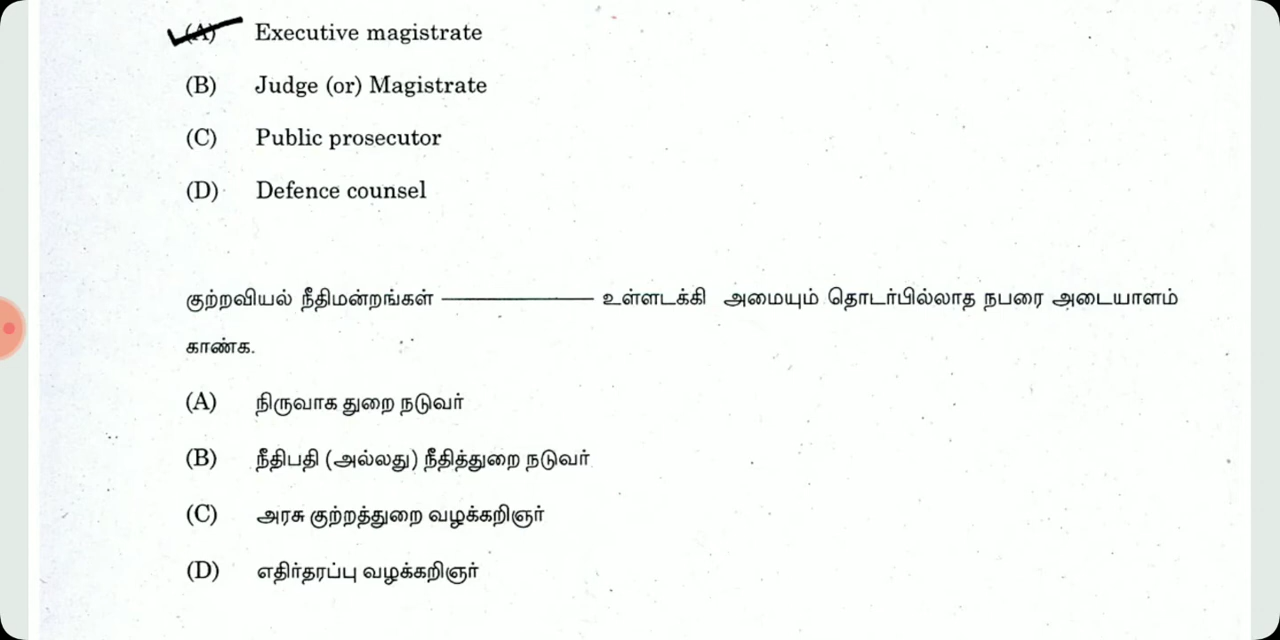 (A) Executive magistrate
(B) Judge (or) Magistrate
(C) Public prosecutor
(D) Defence counsel
குற்றவியல் நீதிமன்றங்கள் ————— உள்ளடக்கி அமையும் தொடர்பில்லாத நபரை அடையாளம்
காண்க.
(A) நிருவாக துறை நடுவர்
(B) நீதிபதி (அல்லது) நீதித்துறை நடுவர்
(C) அரசு குற்றத்துறை வழக்கறிஞர்
(D) எதிர்தரப்பு வழக்கறிஞர்